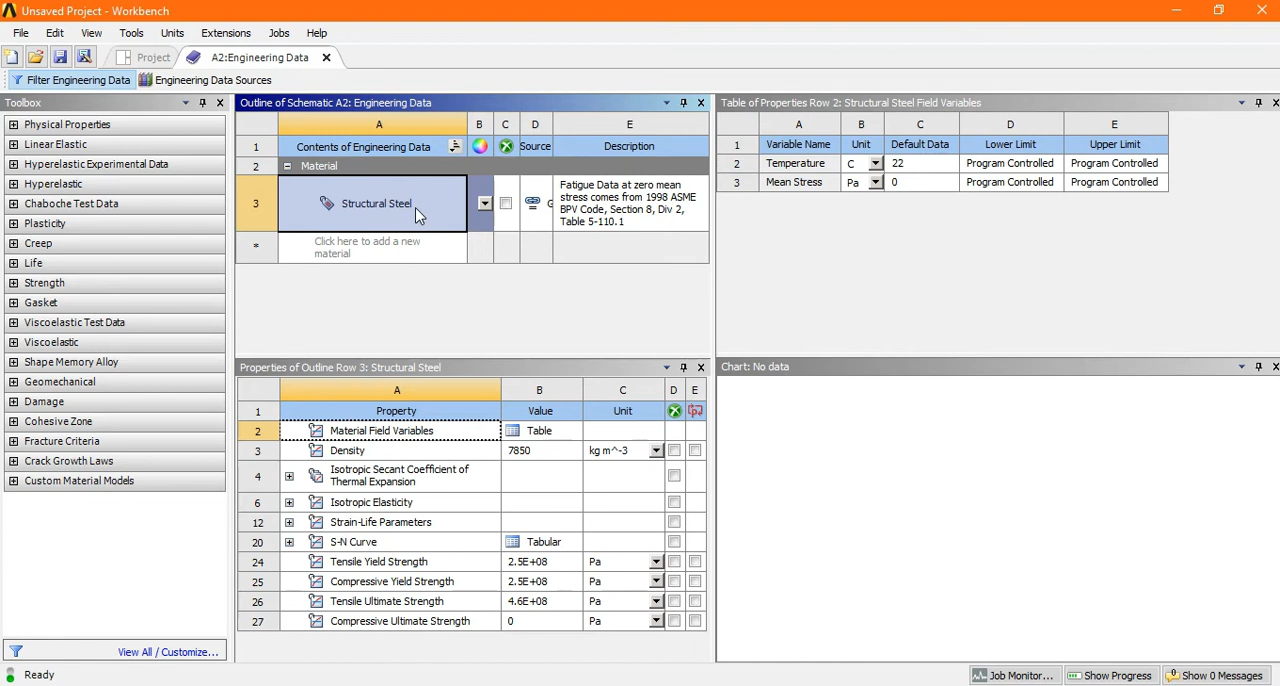 Unsaved Project - Workbench
File Edit View Tools Units Extensions Jobs Help
Project A2:Engineering Data
Filter Engineering Data Engineering Data Sources
Toolbox
Physical Properties
Linear Elastic
Hyperelastic Experimental Data
Hyperelastic
Chaboche Test Data
Plasticity
Creep
Life
Strength
Gasket
Viscoelastic Test Data
Viscoelastic
Shape Memory Alloy
Geomechanical
Damage
Cohesive Zone
Fracture Criteria
Crack Growth Laws
Custom Material Models
View All / Customize...
Outline of Schematic A2: Engineering Data
A B C D E
1 Contents of Engineering Data Source Description
2 Material
3 Structural Steel G Fatigue Data at zero mean
stress comes from 1998 ASME
BPV Code, Section 8, Div 2,
Table 5-110.1
* Click here to add a new
material
Properties of Outline Row 3: Structural Steel
A B C D E
1 Property Value Unit
2 Material Field Variables Table
3 Density 7850 kg m^-3
4 Isotropic Secant Coefficient of
Thermal Expansion
6 Isotropic Elasticity
12 Strain-Life Parameters
20 S-N Curve Tabular
24 Tensile Yield Strength 2.5E+08 Pa
25 Compressive Yield Strength 2.5E+08 Pa
26 Tensile Ultimate Strength 4.6E+08 Pa
27 Compressive Ultimate Strength 0 Pa
Table of Properties Row 2: Structural Steel Field Variables
A B C D E
1 Variable Name Unit Default Data Lower Limit Upper Limit
2 Temperature C 22 Program Controlled Program Controlled
3 Mean Stress Pa 0 Program Controlled Program Controlled
Chart: No data
Ready
Job Monitor... Show Progress Show 0 Messages